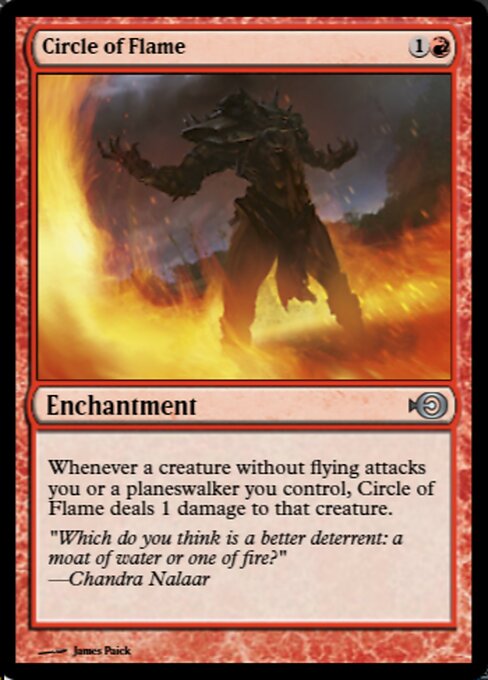 Circle of Flame 1
Enchantment
Whenever a creature without flying attacks
you or a planeswalker you control, Circle of
Flame deals 1 damage to that creature.
"Which do you think is a better deterrent: a
moat of water or one of fire?"
—Chandra Nalaar
James Paick